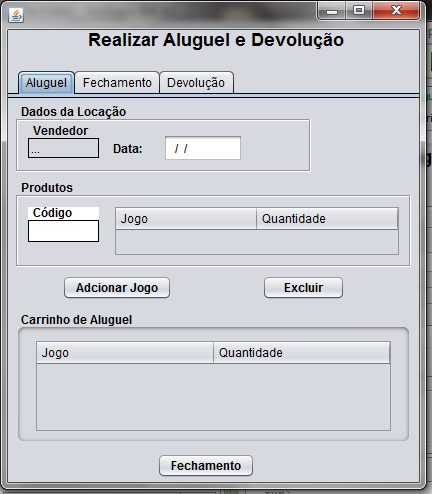 Realizar Aluguel e Devolução
Aluguel Fechamento Devolução
Dados da Locação
Vendedor
... Data: / /
Produtos
Código Jogo Quantidade
Adcionar Jogo Excluir
Carrinho de Aluguel
Jogo Quantidade
Fechamento